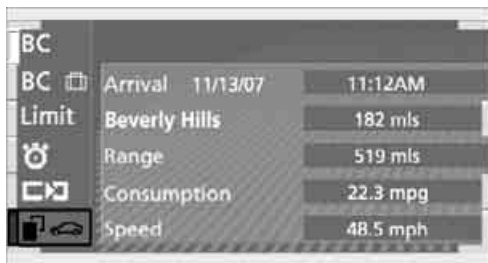 BC
BC
Limit
Arrival 11/13/07 11:12AM
Beverly Hills 182 mls
Range 519 mls
Consumption 22.3 mpg
Speed 48.5 mph